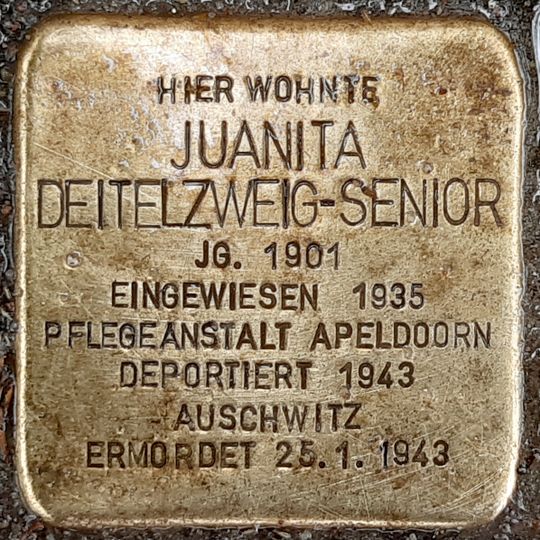 HIER WOHNTE
JUANITA
DEITELZWEIG-SENIOR
JG. 1901
EINGEWIESEN 1935
PFLEGEANSTALT APELDOORN
DEPORTIERT 1943
AUSCHWITZ
ERMORDET 25.1.1943